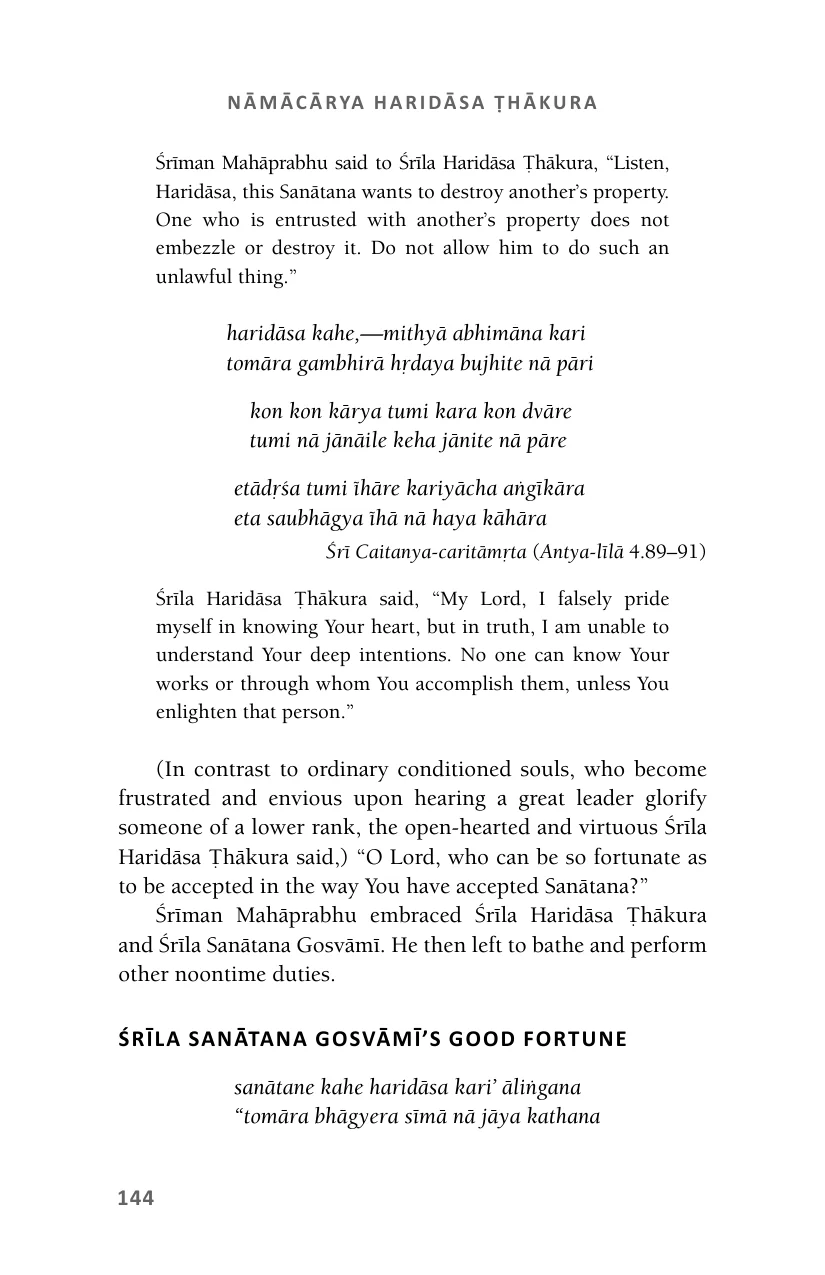 NĀMĀCĀRYA HARIDĀSA ṬHĀKURA
Śrīman Mahāprabhu said to Śrīla Haridāsa Ṭhākura, “Listen,
Haridāsa, this Sanātana wants to destroy another’s property.
One who is entrusted with another’s property does not
embezzle or destroy it. Do not allow him to do such an
unlawful thing.”
haridāsa kahe,—mithyā abhimāna kari
tomāra gambhirā hṛdaya bujhite nā pāri
kon kon kārya tumi kara kon dvāre
tumi nā jānāile keha jānite nā pāre
etādṛśa tumi īhāre kariyācha aṅgīkāra
eta saubhāgya īhā nā haya kāhāra
Śrī Caitanya-caritāmṛta (Antya-līlā 4.89–91)
Śrīla Haridāsa Ṭhākura said, “My Lord, I falsely pride
myself in knowing Your heart, but in truth, I am unable to
understand Your deep intentions. No one can know Your
works or through whom You accomplish them, unless You
enlighten that person.”
(In contrast to ordinary conditioned souls, who become
frustrated and envious upon hearing a great leader glorify
someone of a lower rank, the open-hearted and virtuous Śrīla
Haridāsa Ṭhākura said,) “O Lord, who can be so fortunate as
to be accepted in the way You have accepted Sanātana?”
Śrīman Mahāprabhu embraced Śrīla Haridāsa Ṭhākura
and Śrīla Sanātana Gosvāmī. He then left to bathe and perform
other noontime duties.
ŚRĪLA SANĀTANA GOSVĀMĪ’S GOOD FORTUNE
sanātane kahe haridāsa kari’ āliṅgana
“tomāra bhāgyera sīmā nā jāya kathana
144